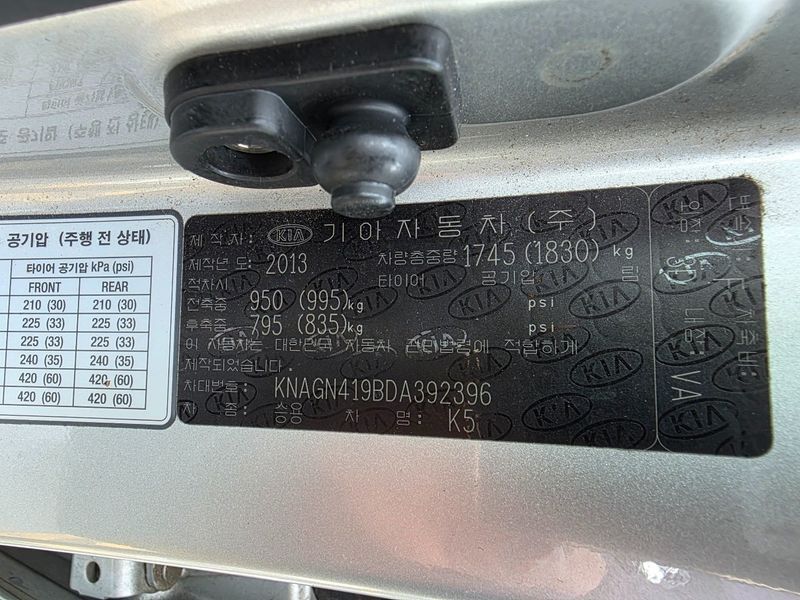 공기압 (주행 전 상태)
타이어 공기압 kPa (psi)
FRONT REAR
210 (30) 210 (30)
225 (33) 225 (33)
225 (33) 225 (33)
240 (35) 240 (35)
420 (60) 420 (60)
420 (60) 420 (60)
제작자: KIA 기아자동차(주)
제작년도: 2013 차량총중량 1745 (1830) kg
적차시 타이어 공기압 림
전축중 950 (995)kg psi
후축중 795 (835)kg psi
이 자동차는 대한민국 자동차 관리법령에 적합하게
제작되었습니다.
차대번호: KNAGN419BDA392396
차 종: 승용 차 명: K5
외장: 내장: VA